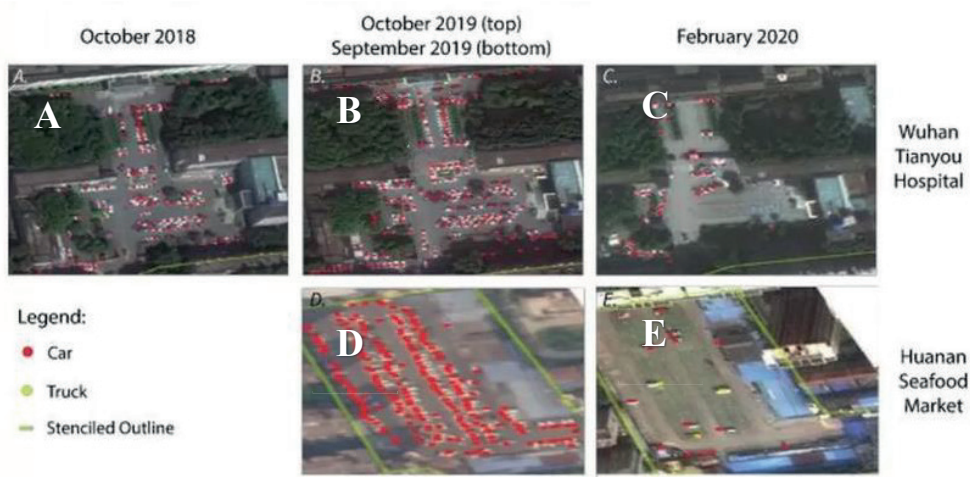 October 2018
October 2019 (top)
September 2019 (bottom)
February 2020
A.
A
B.
B
C.
C
Wuhan
Tianyou
Hospital
Legend:
Car
Truck
Stenciled Outline
D.
D
E.
E
Huanan
Seafood
Market